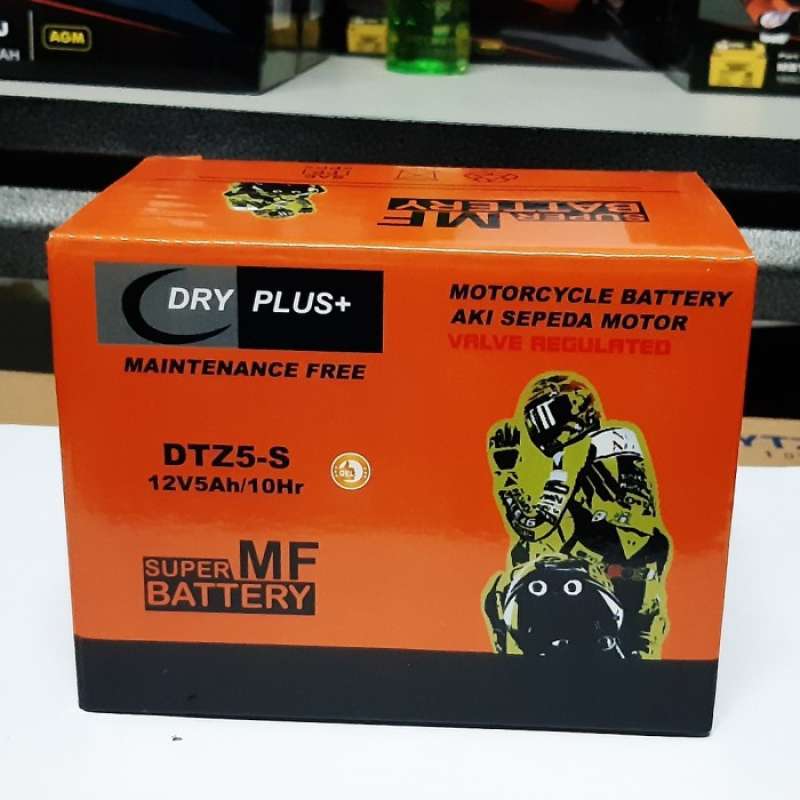 AGM
SUPER MF
BATTERY
DRY PLUS+
MAINTENANCE FREE
MOTORCYCLE BATTERY
AKI SEPEDA MOTOR
VALVE REGULATED
DTZ5-S
12V5Ah/10Hr
GEL
SUPER MF
BATTERY